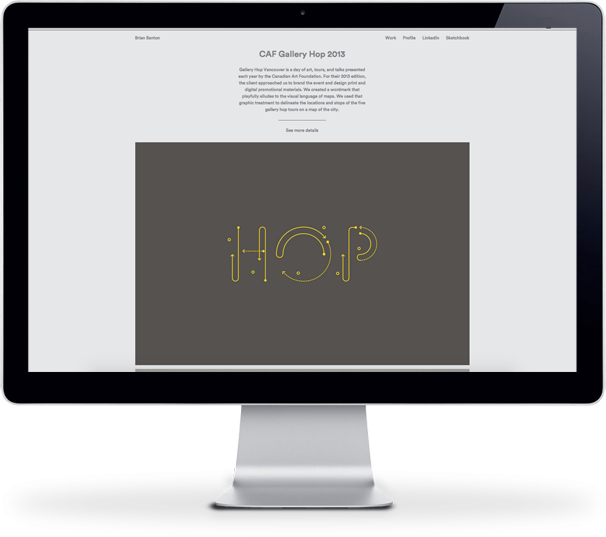 Brian Banton
Work Profile LinkedIn Sketchbook
CAF Gallery Hop 2013
Gallery Hop Vancouver is a day of art, tours, and talks presented
each year by the Canadian Art Foundation. For their 2013 edition,
the client approached us to brand the event and design print and
digital promotional materials. We created a wordmark that
playfully alludes to the visual language of maps. We used that
graphic treatment to delineate the locations and stops of the five
gallery hop tours on a map of the city.
See more details
HOP